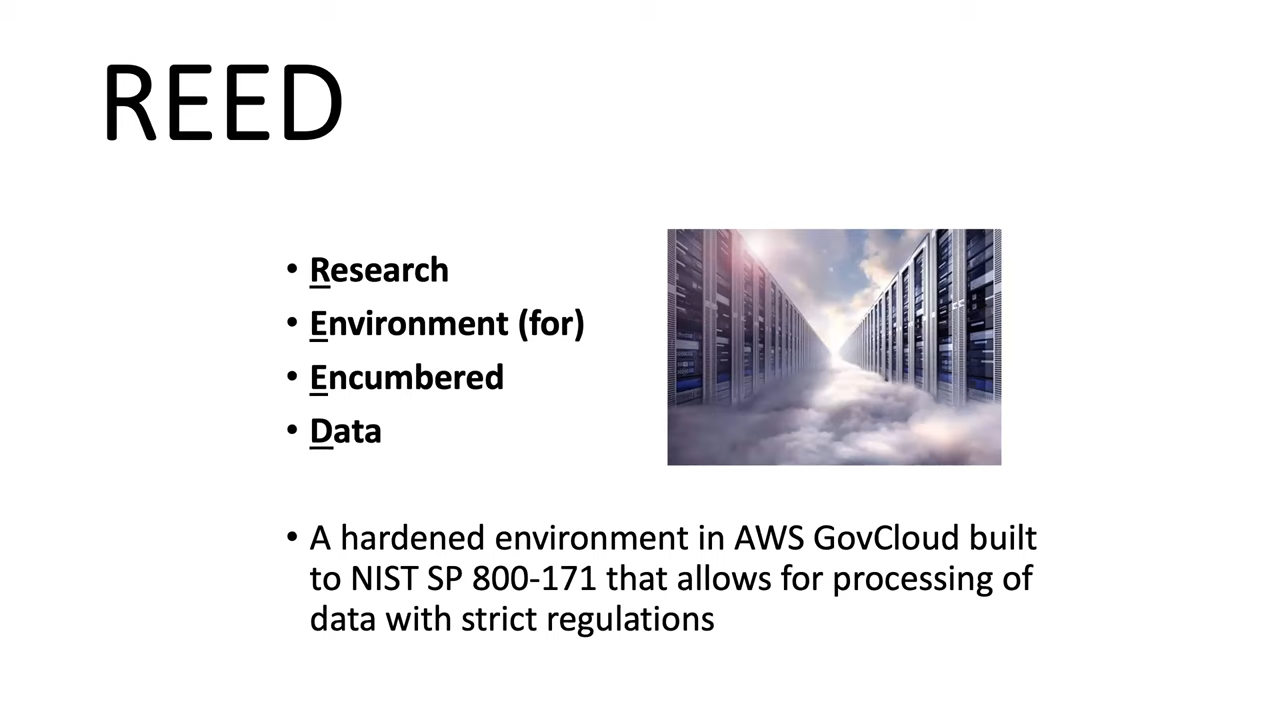 REED
• Research
• Environment (for)
• Encumbered
• Data
• A hardened environment in AWS GovCloud built
to NIST SP 800-171 that allows for processing of
data with strict regulations